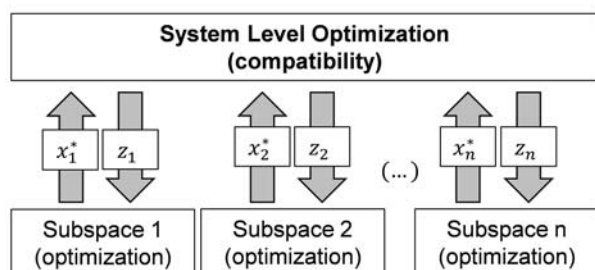 System Level Optimization
(compatibility)
x₁* z₁ x₂* z₂ (...) xₙ* zₙ
Subspace 1 Subspace 2 Subspace n
(optimization) (optimization) (optimization)